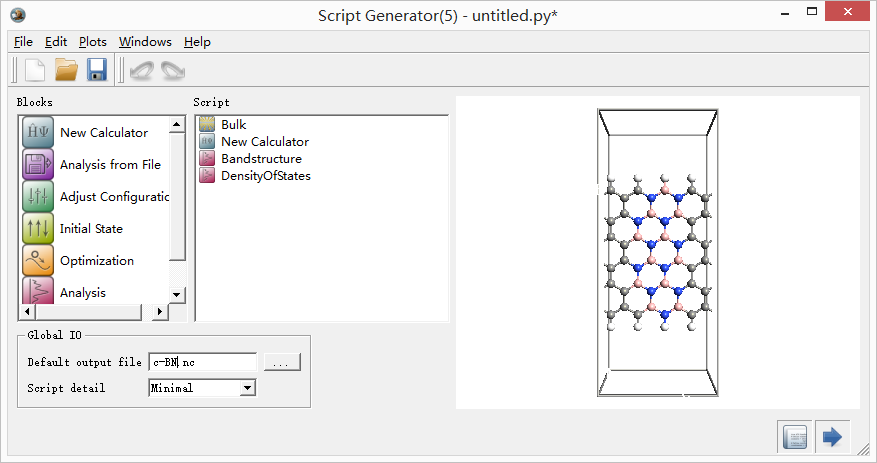 Script Generator(5) - untitled.py*
File Edit Plots Windows Help
Blocks
New Calculator
Analysis from File
Adjust Configuratic
Initial State
Optimization
Analysis
Script
Bulk
New Calculator
Bandstructure
DensityOfStates
Global IO
Default output file c-BN.nc ...
Script detail Minimal